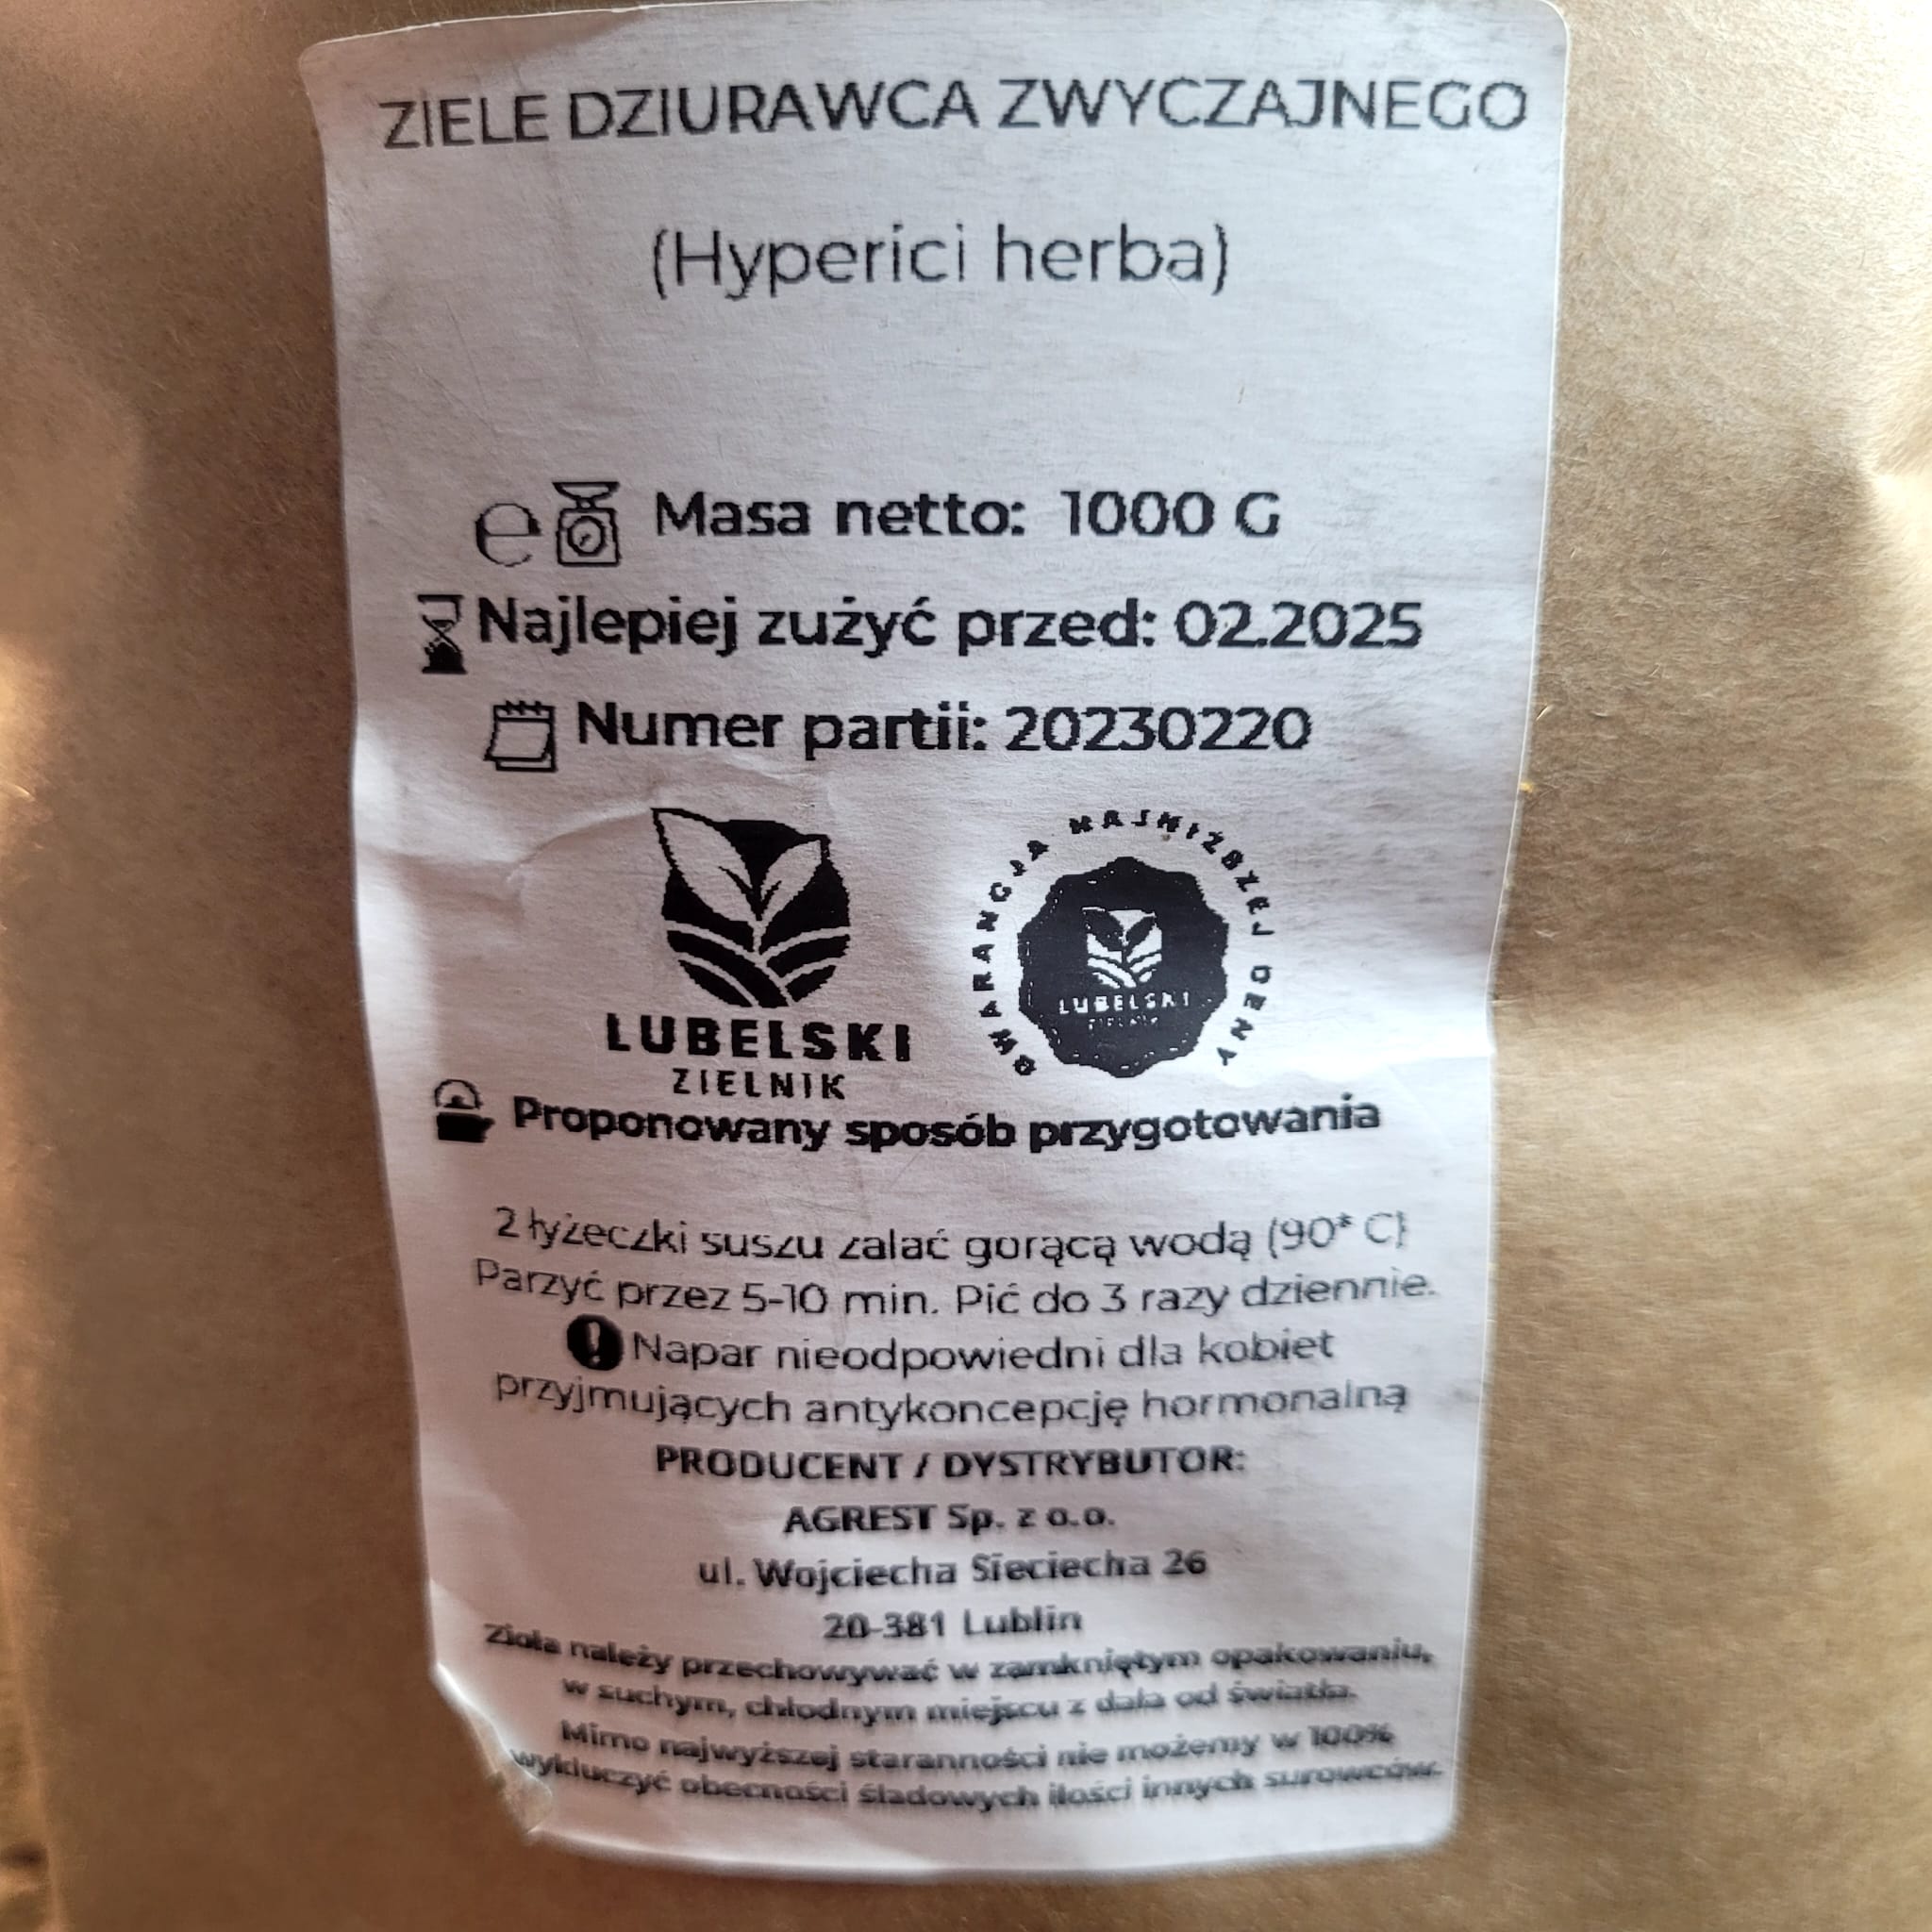 ZIELE DZIURAWCA ZWYCZAJNEGO
(Hyperici herba)
℮ Masa netto: 1000 G
Najlepiej zużyć przed: 02.2025
Numer partii: 20230220
LUBELSKI
ZIELNIK
GWARANCJA NAJNIŻSZEJ CENY
LUBELSKI
ZIELNIK
Proponowany sposób przygotowania
2 łyżeczki suszu zalać gorącą wodą (90* C)
Parzyć przez 5-10 min. Pić do 3 razy dziennie.
! Napar nieodpowiedni dla kobiet
przyjmujących antykoncepcję hormonalną
PRODUCENT / DYSTRYBUTOR:
AGREST Sp. z o.o.
ul. Wojciecha Sieciecha 26
20-381 Lublin
Zioła należy przechowywać w zamkniętym opakowaniu,
w suchym, chłodnym miejscu z dala od światła.
Mimo najwyższej staranności nie możemy w 100%
wykluczyć obecności śladowych ilości innych surowców.